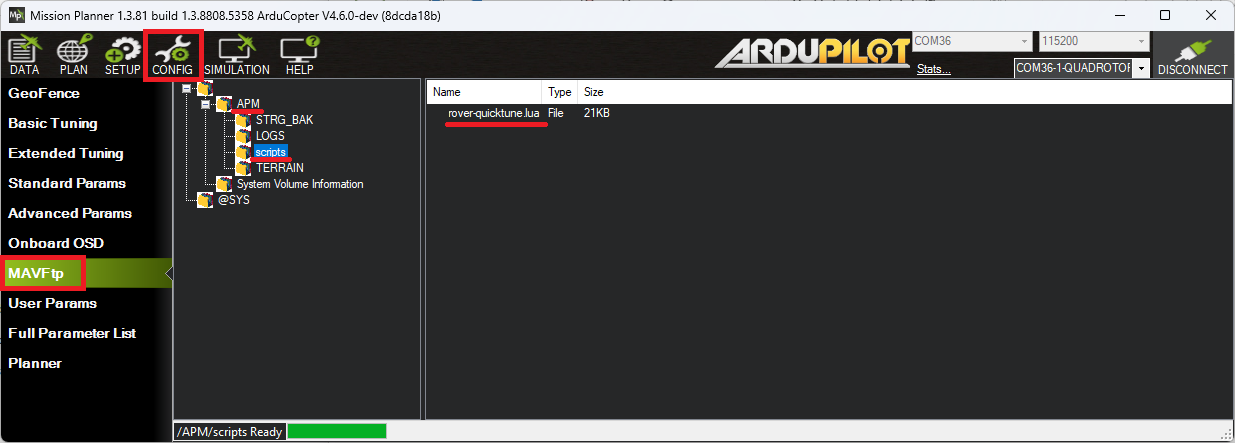 Mission Planner 1.3.81 build 1.3.8808.5358 ArduCopter V4.6.0-dev (8dcda18b)
DATA PLAN SETUP CONFIG SIMULATION HELP
ARDUPILOT
COM36 115200
Stats... COM36-1-QUADROTOR
DISCONNECT
GeoFence
Basic Tuning
Extended Tuning
Standard Params
Advanced Params
Onboard OSD
MAVFtp
User Params
Full Parameter List
Planner
APM
STRG_BAK
LOGS
scripts
TERRAIN
System Volume Information
@SYS
Name Type Size
rover-quicktune.lua File 21KB
/APM/scripts Ready